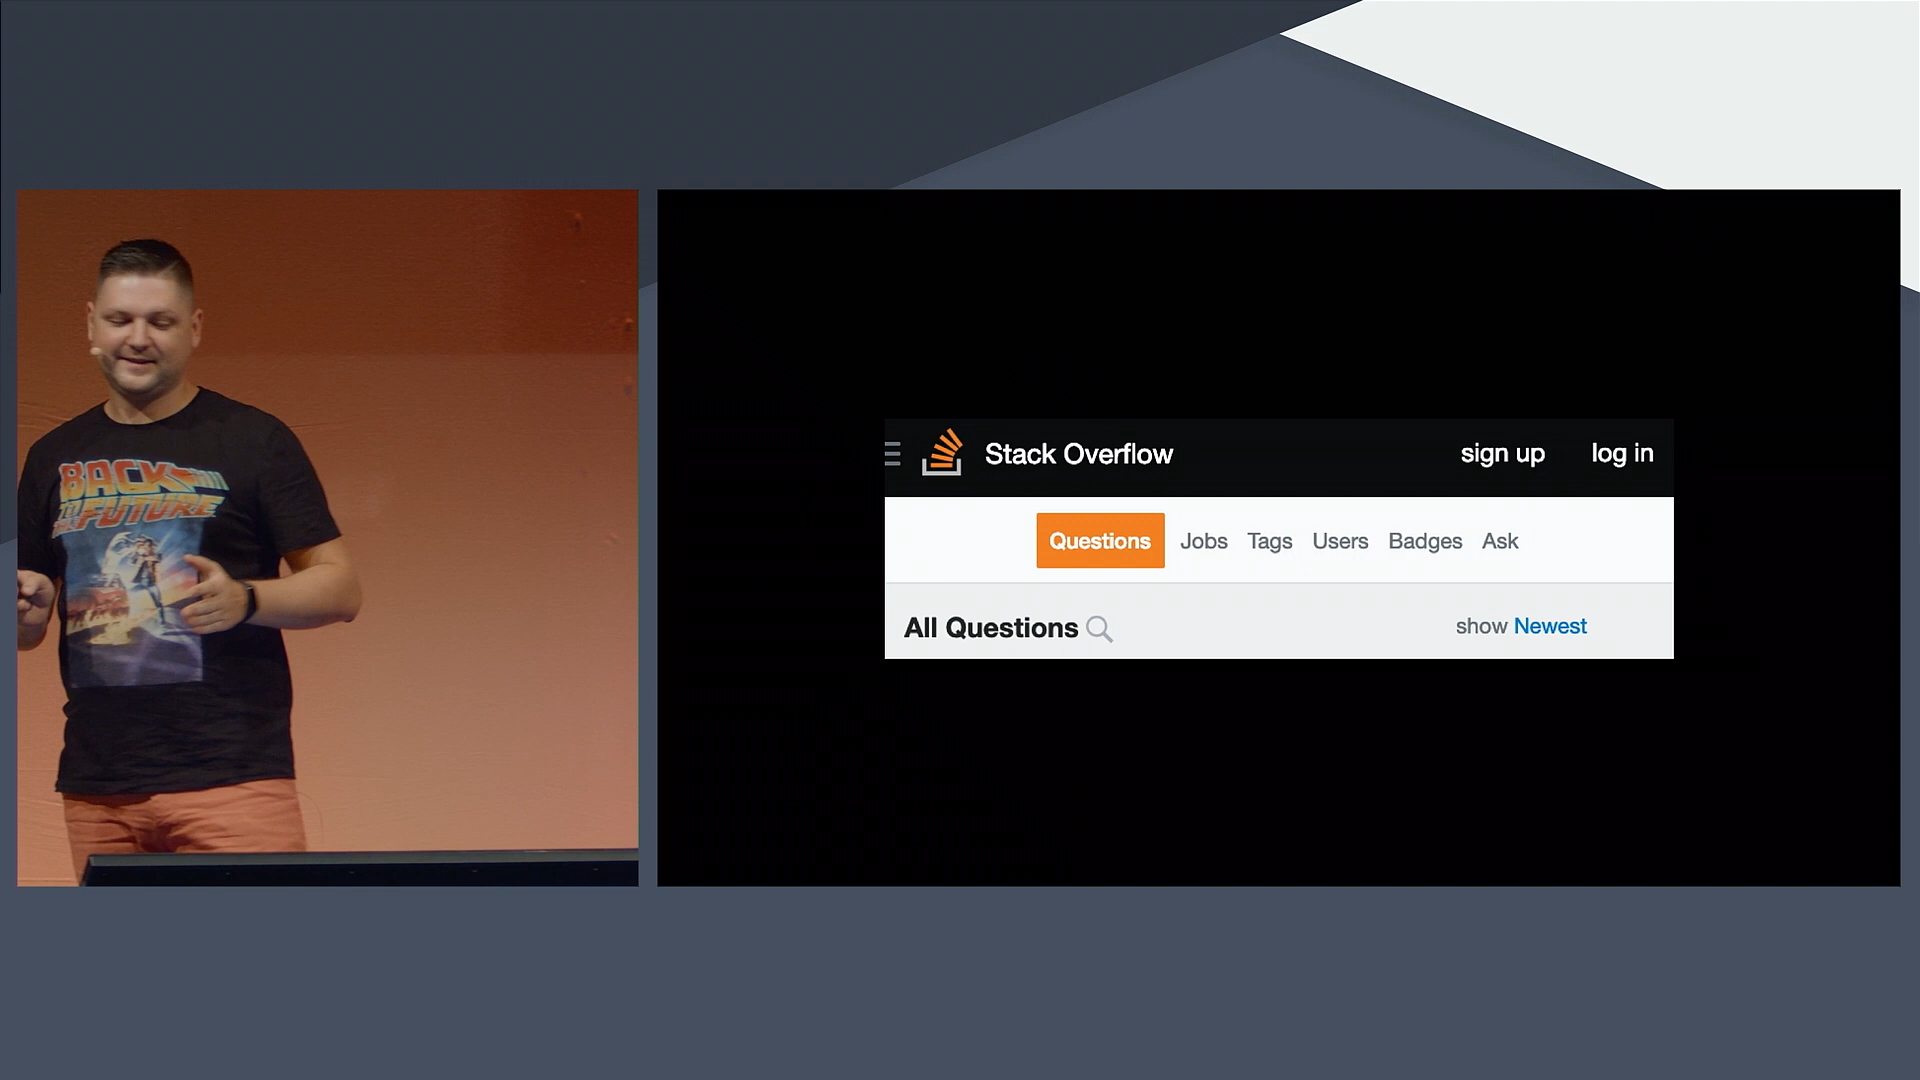 BACK
TO THE FUTURE
Stack Overflow sign up log in
Questions Jobs Tags Users Badges Ask
All Questions show Newest